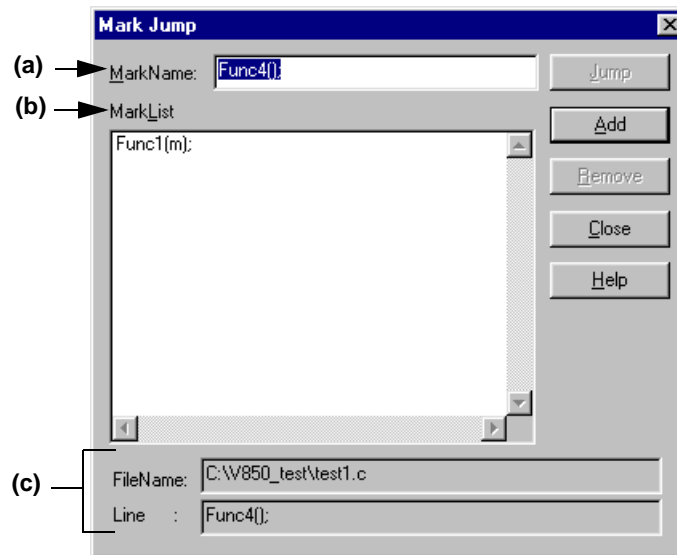 Mark Jump
(a) MarkName: Func4(); Jump
(b) MarkList
Add
Func1(m);
Remove
Close
Help
(c) FileName: C:\V850_test\test1.c
Line : Func4();